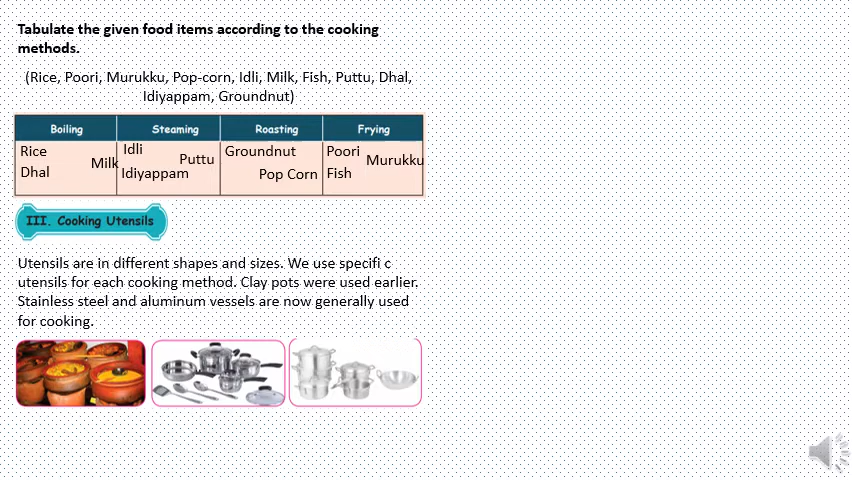 Tabulate the given food items according to the cooking
methods.
(Rice, Poori, Murukku, Pop-corn, Idli, Milk, Fish, Puttu, Dhal,
Idiyappam, Groundnut)
Boiling Steaming Roasting Frying
Rice Milk Idli Puttu Groundnut Poori Murukku
Dhal Idiyappam Pop Corn Fish
III. Cooking Utensils
Utensils are in different shapes and sizes. We use specifi c
utensils for each cooking method. Clay pots were used earlier.
Stainless steel and aluminum vessels are now generally used
for cooking.